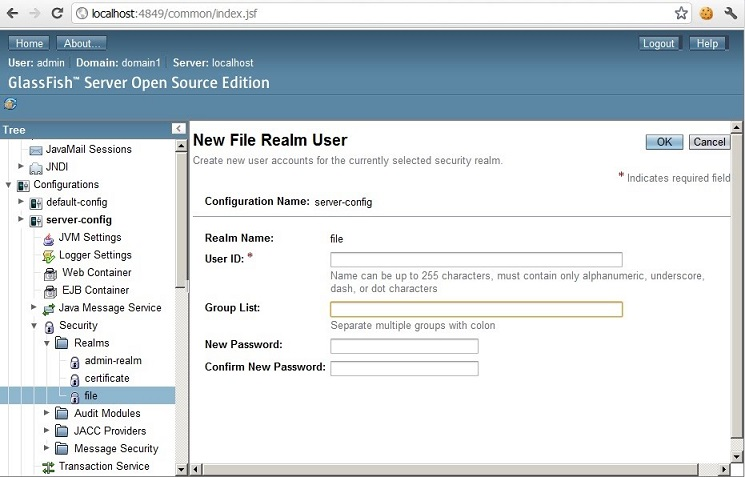 localhost:4849/common/index.jsf
Home About... Logout Help
User: admin Domain: domain1 Server: localhost
GlassFish™ Server Open Source Edition
Tree
JavaMail Sessions
JNDI
Configurations
default-config
server-config
JVM Settings
Logger Settings
Web Container
EJB Container
Java Message Service
Security
Realms
admin-realm
certificate
file
Audit Modules
JACC Providers
Message Security
Transaction Service
New File Realm User
OK Cancel
Create new user accounts for the currently selected security realm.
* Indicates required field
Configuration Name: server-config
Realm Name: file
User ID: *
Name can be up to 255 characters, must contain only alphanumeric, underscore,
dash, or dot characters
Group List:
Separate multiple groups with colon
New Password:
Confirm New Password: